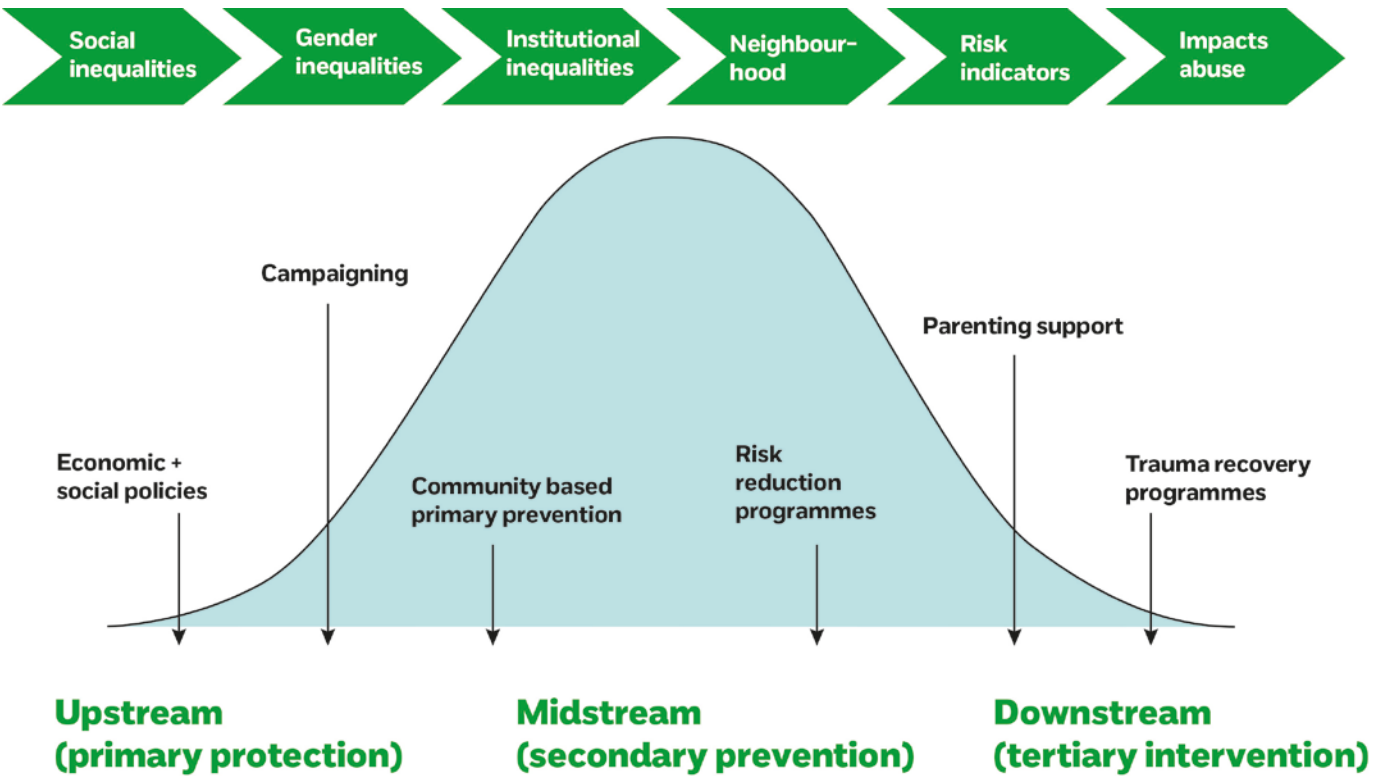 Social
inequalities
Gender
inequalities
Institutional
inequalities
Neighbour-
hood
Risk
indicators
Impacts
abuse
Campaigning
Parenting support
Economic +
social policies
Community based
primary prevention
Risk
reduction
programmes
Trauma recovery
programmes
Upstream
(primary protection)
Midstream
(secondary prevention)
Downstream
(tertiary intervention)